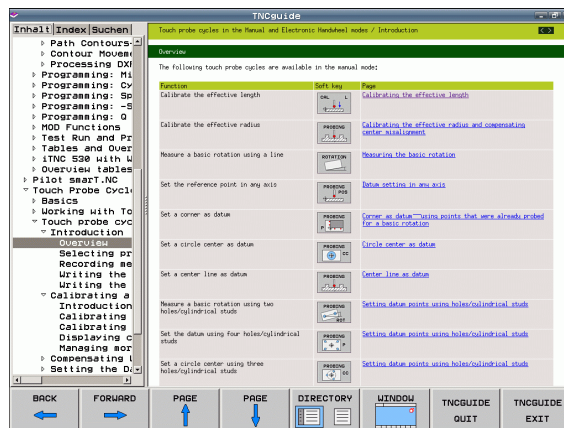 TNCguide
Inhalt Index Suchen
Touch probe cycles in the Manual and Electronic Handwheel modes / Introduction
Path Contours-
Contour Moveme
Processing DXF
Programming: Mi
Programming: Cy
Programming: Sp
Programming: -S
Programming: Q
MOD Functions
Test Run and Pr
Tables and Over
iTNC 530 with W
Overview tables
Pilot smarT.NC
Touch Probe Cycl
Basics
Working with To
Touch probe cyc
Introduction
Overview
Selecting pr
Recording me
Writing the
Writing the
Calibrating a
Introduction
Calibrating
Calibrating
Displaying c
Managing mor
Compensating W
Setting the Da
Overview
The following touch probe cycles are available in the manual mode:
Function Soft key Page
Calibrate the effective length CAL L Calibrating the effective length
Calibrate the effective radius PROBING Calibrating the effective radius and compensating
center misalignment
Measure a basic rotation using a line PROBING ROTATION Measuring the basic rotation
Set the reference point in any axis PROBING POS Datum setting in any axis
Set a corner as datum PROBING P Corner as datum—using points that were already probed
for a basic rotation
Set a circle center as datum PROBING CC Circle center as datum
Set a center line as datum PROBING Center line as datum
Measure a basic rotation using two
holes/cylindrical studs PROBING ROT Setting datum points using holes/cylindrical studs
Set the datum using four holes/cylindrical
studs PROBING P Setting datum points using holes/cylindrical studs
Set a circle center using three
holes/cylindrical studs PROBING CC Setting datum points using holes/cylindrical studs
BACK FORWARD PAGE PAGE DIRECTORY WINDOW TNCGUIDE QUIT TNCGUIDE EXIT